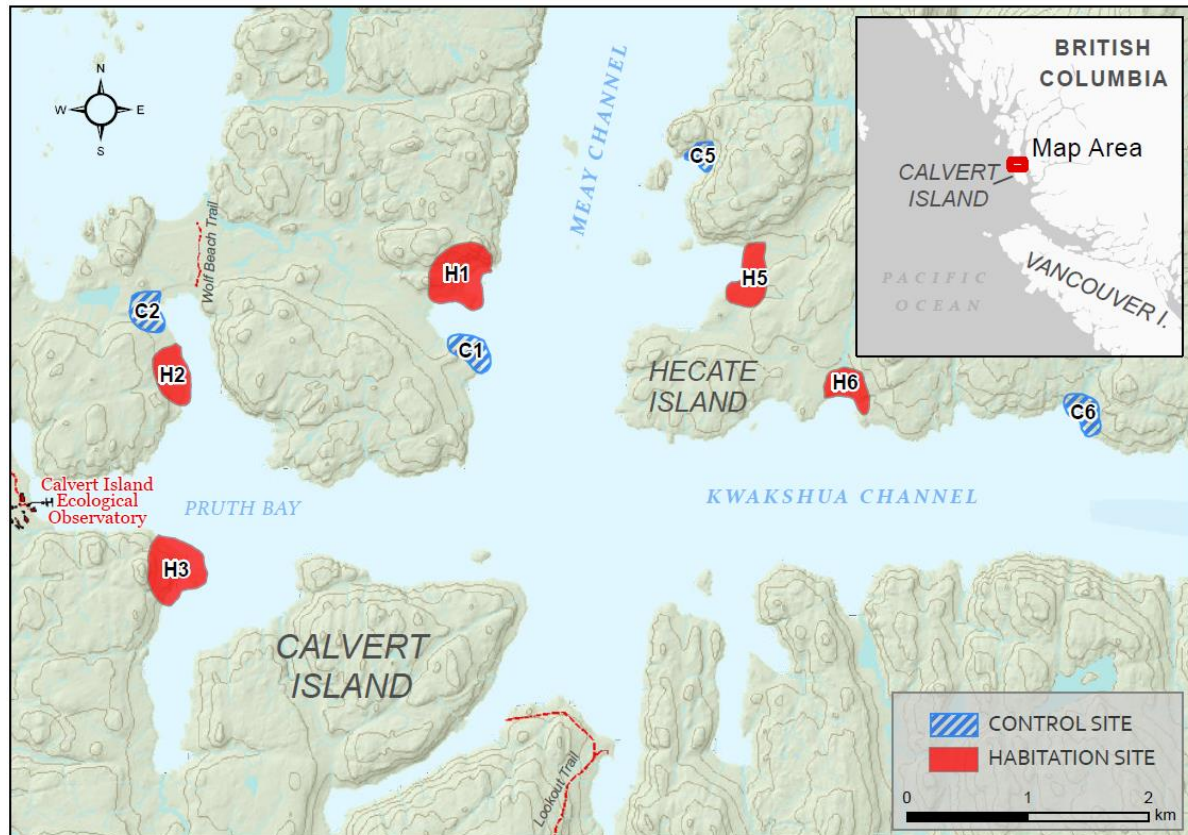 N
W
E
S
MEAY CHANNEL
BRITISH
COLUMBIA
Map Area
CALVERT
ISLAND
PACIFIC
OCEAN
VANCOUVER I.
C5
Wolf Beach Trail
H1
H5
C2
C1
H2
HECATE
ISLAND
H6
C6
Calvert Island
Ecological
Observatory
PRUTH BAY
KWAKSHUA CHANNEL
H3
CALVERT
ISLAND
Lookout Trail
CONTROL SITE
HABITATION SITE
0
1
2
km